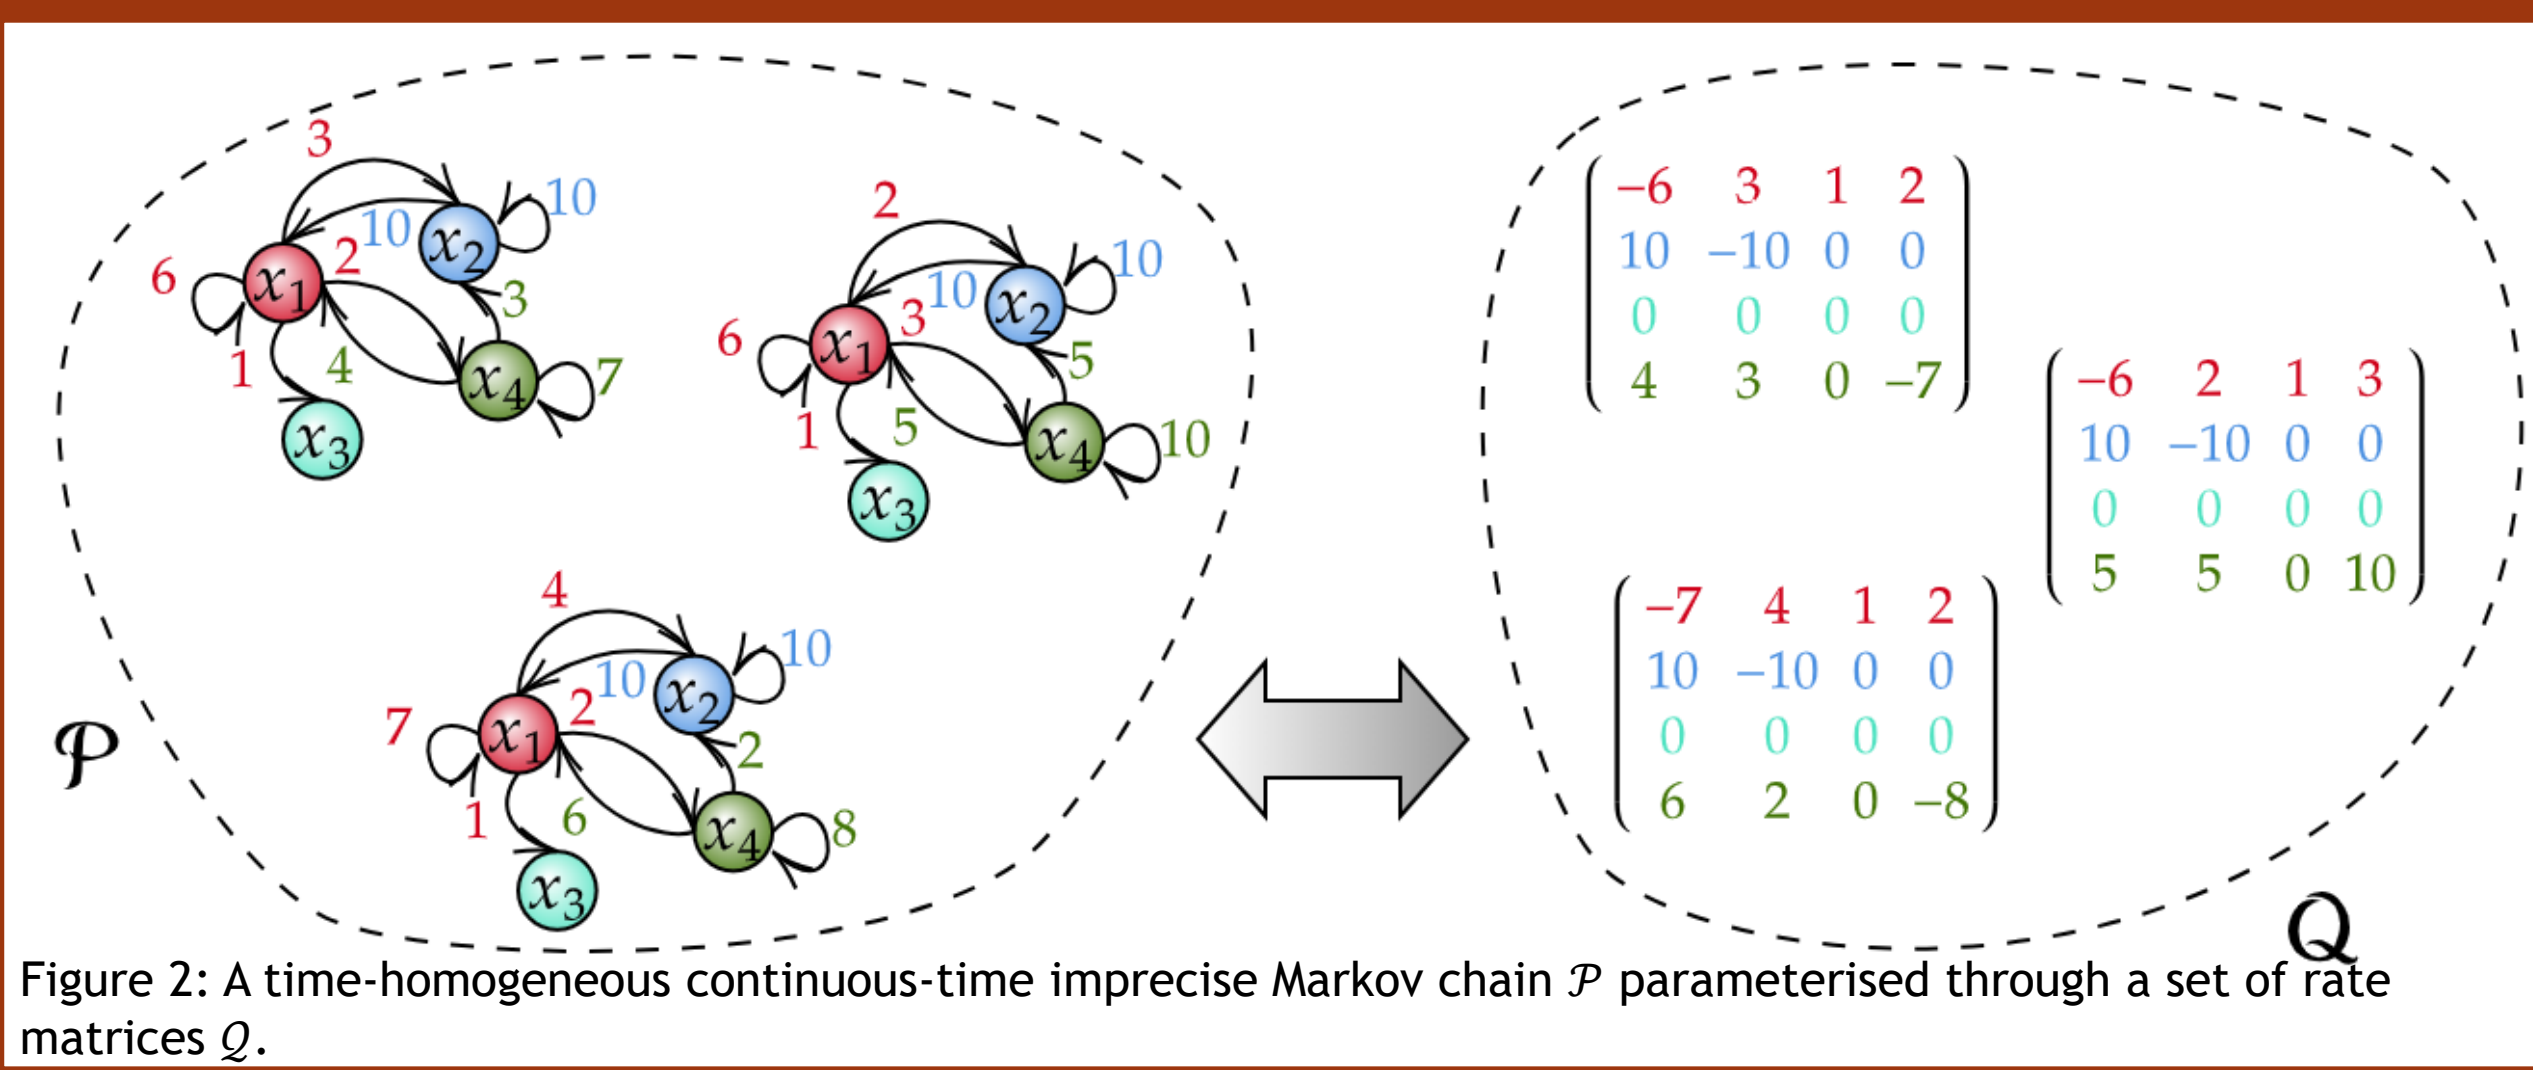 3
10
10
x₂
2
6
x₁
3
1
4
x₄
7
x₃
2
10
10
x₂
3
6
x₁
5
1
5
x₄
10
x₃
4
10
10
x₂
2
7
x₁
2
1
6
x₄
8
x₃
𝒫
−6 3 1 2
10 −10 0 0
0 0 0 0
4 3 0 −7
−6 2 1 3
10 −10 0 0
0 0 0 0
5 5 0 10
−7 4 1 2
10 −10 0 0
0 0 0 0
6 2 0 −8
𝒬
Figure 2: A time-homogeneous continuous-time imprecise Markov chain 𝒫 parameterised through a set of rate
matrices 𝒬.